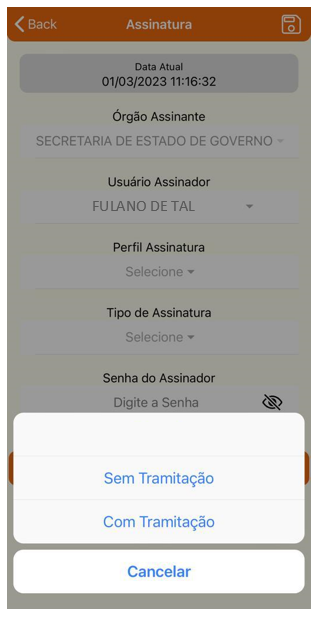 Back
Assinatura
Data Atual
01/03/2023 11:16:32
Órgão Assinante
SECRETARIA DE ESTADO DE GOVERNO
Usuário Assinador
FULANO DE TAL
Perfil Assinatura
Selecione
Tipo de Assinatura
Selecione
Senha do Assinador
Digite a Senha
Sem Tramitação
Com Tramitação
Cancelar